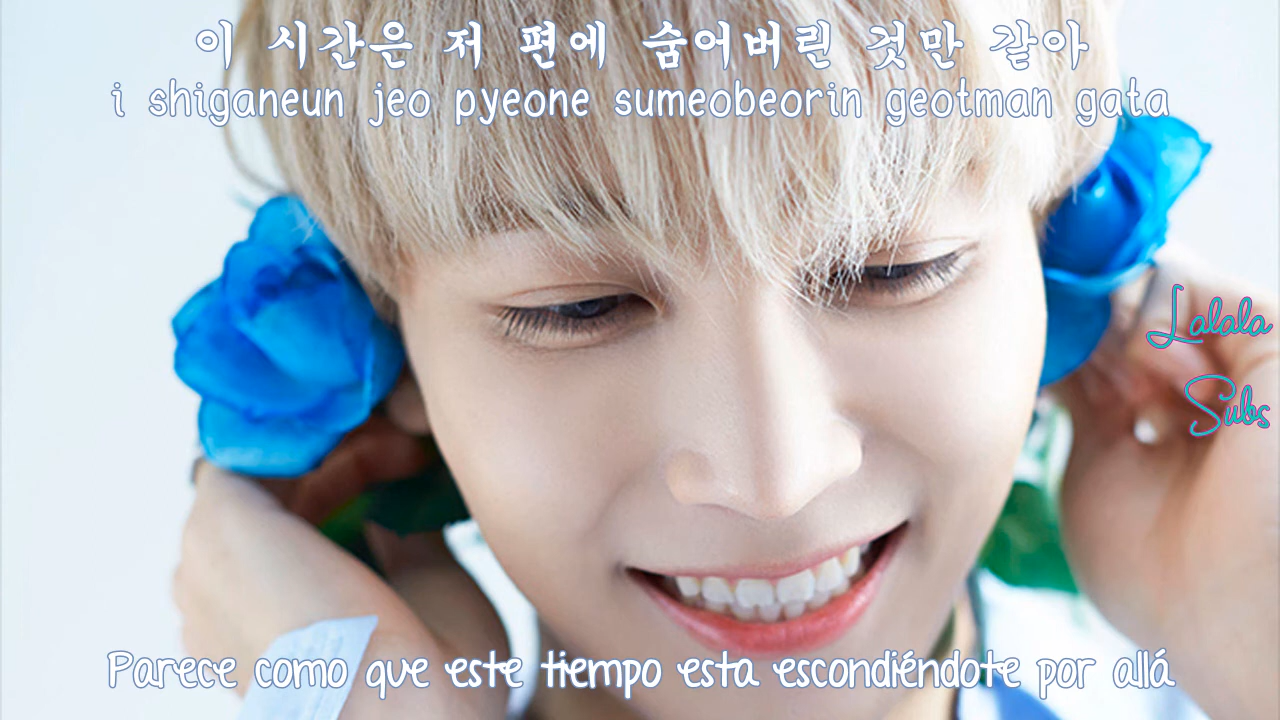 이 시간은 저 편에 숨어버린 것만 같아
i shiganeun jeo pyeone sumeobeorin geotman gata
Lalala
Subs
Parece como que este tiempo esta escondiéndote por allá